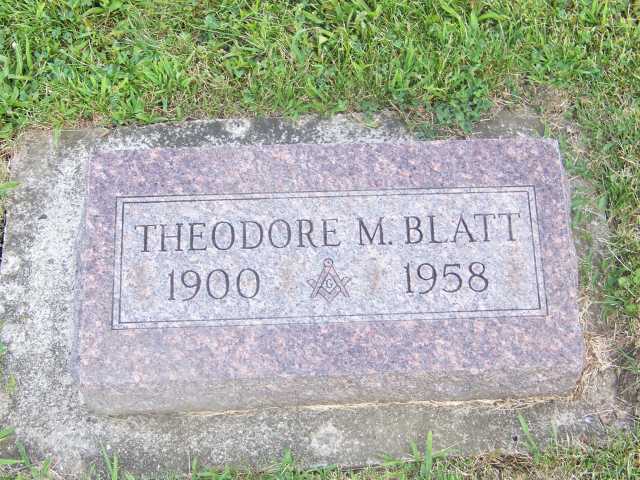 THEODORE M. BLATT
1900 G 1958